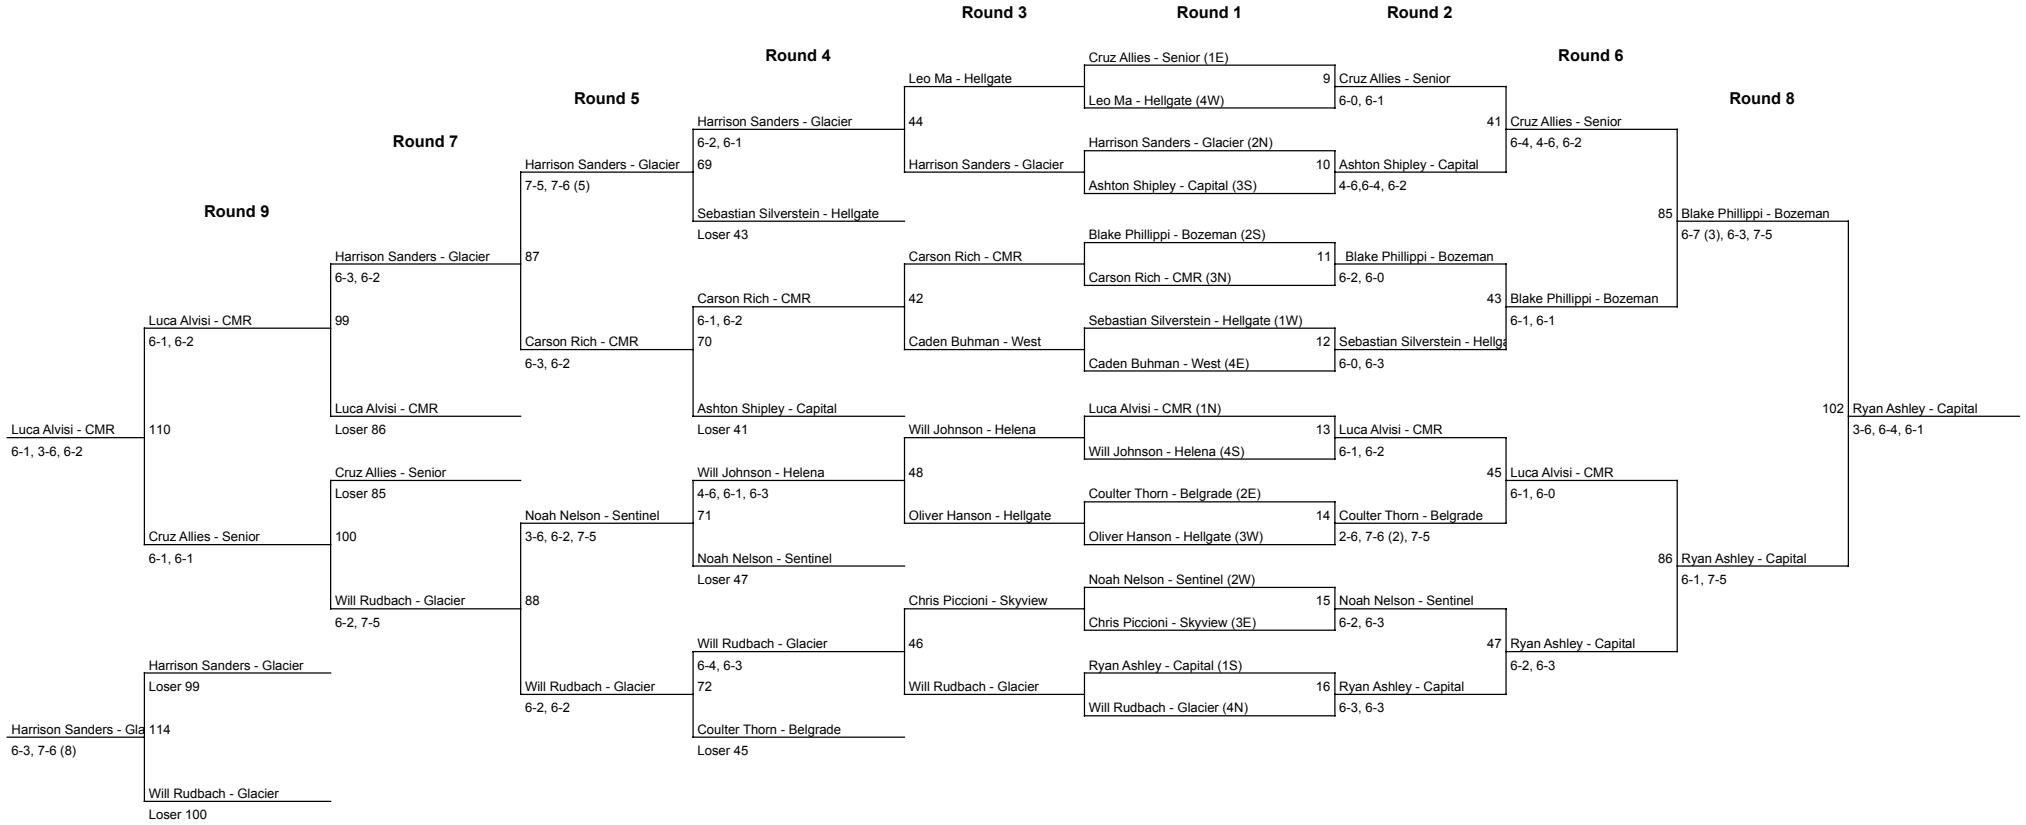 Round 3
Round 1
Round 2
Round 4
Round 6
Round 5
Round 8
Round 7
Round 9
Cruz Allies - Senior (1E)
9
Leo Ma - Hellgate (4W)
Harrison Sanders - Glacier (2N)
10
Ashton Shipley - Capital (3S)
Blake Phillippi - Bozeman (2S)
11
Carson Rich - CMR (3N)
Sebastian Silverstein - Hellgate (1W)
12
Caden Buhman - West (4E)
Luca Alvisi - CMR (1N)
13
Will Johnson - Helena (4S)
Coulter Thorn - Belgrade (2E)
14
Oliver Hanson - Hellgate (3W)
Noah Nelson - Sentinel (2W)
15
Chris Piccioni - Skyview (3E)
Ryan Ashley - Capital (1S)
16
Will Rudbach - Glacier (4N)
Cruz Allies - Senior
6-0, 6-1
41
Ashton Shipley - Capital
4-6,6-4, 6-2
Blake Phillippi - Bozeman
6-2, 6-0
43
Sebastian Silverstein - Hellga
6-0, 6-3
Luca Alvisi - CMR
6-1, 6-2
45
Coulter Thorn - Belgrade
2-6, 7-6 (2), 7-5
Noah Nelson - Sentinel
6-2, 6-3
47
Ryan Ashley - Capital
6-3, 6-3
Cruz Allies - Senior
6-4, 4-6, 6-2
85
Blake Phillippi - Bozeman
6-1, 6-1
Luca Alvisi - CMR
6-1, 6-0
86
Ryan Ashley - Capital
6-2, 6-3
Blake Phillippi - Bozeman
6-7 (3), 6-3, 7-5
102
Ryan Ashley - Capital
6-1, 7-5
Ryan Ashley - Capital
3-6, 6-4, 6-1
Leo Ma - Hellgate
44
Harrison Sanders - Glacier
Carson Rich - CMR
42
Caden Buhman - West
Will Johnson - Helena
48
Oliver Hanson - Hellgate
Chris Piccioni - Skyview
46
Will Rudbach - Glacier
Harrison Sanders - Glacier
6-2, 6-1
69
Sebastian Silverstein - Hellgate
Loser 43
Carson Rich - CMR
6-1, 6-2
70
Ashton Shipley - Capital
Loser 41
Will Johnson - Helena
4-6, 6-1, 6-3
71
Noah Nelson - Sentinel
Loser 47
Will Rudbach - Glacier
6-4, 6-3
72
Coulter Thorn - Belgrade
Loser 45
Harrison Sanders - Glacier
7-5, 7-6 (5)
87
Carson Rich - CMR
6-3, 6-2
Noah Nelson - Sentinel
3-6, 6-2, 7-5
88
Will Rudbach - Glacier
6-2, 6-2
Harrison Sanders - Glacier
6-3, 6-2
99
Luca Alvisi - CMR
Loser 86
Cruz Allies - Senior
Loser 85
100
Will Rudbach - Glacier
6-2, 7-5
Luca Alvisi - CMR
6-1, 6-2
110
Cruz Allies - Senior
6-1, 6-1
Luca Alvisi - CMR
6-1, 3-6, 6-2
Harrison Sanders - Glacier
Loser 99
114
Will Rudbach - Glacier
Loser 100
Harrison Sanders - Gla
6-3, 7-6 (8)